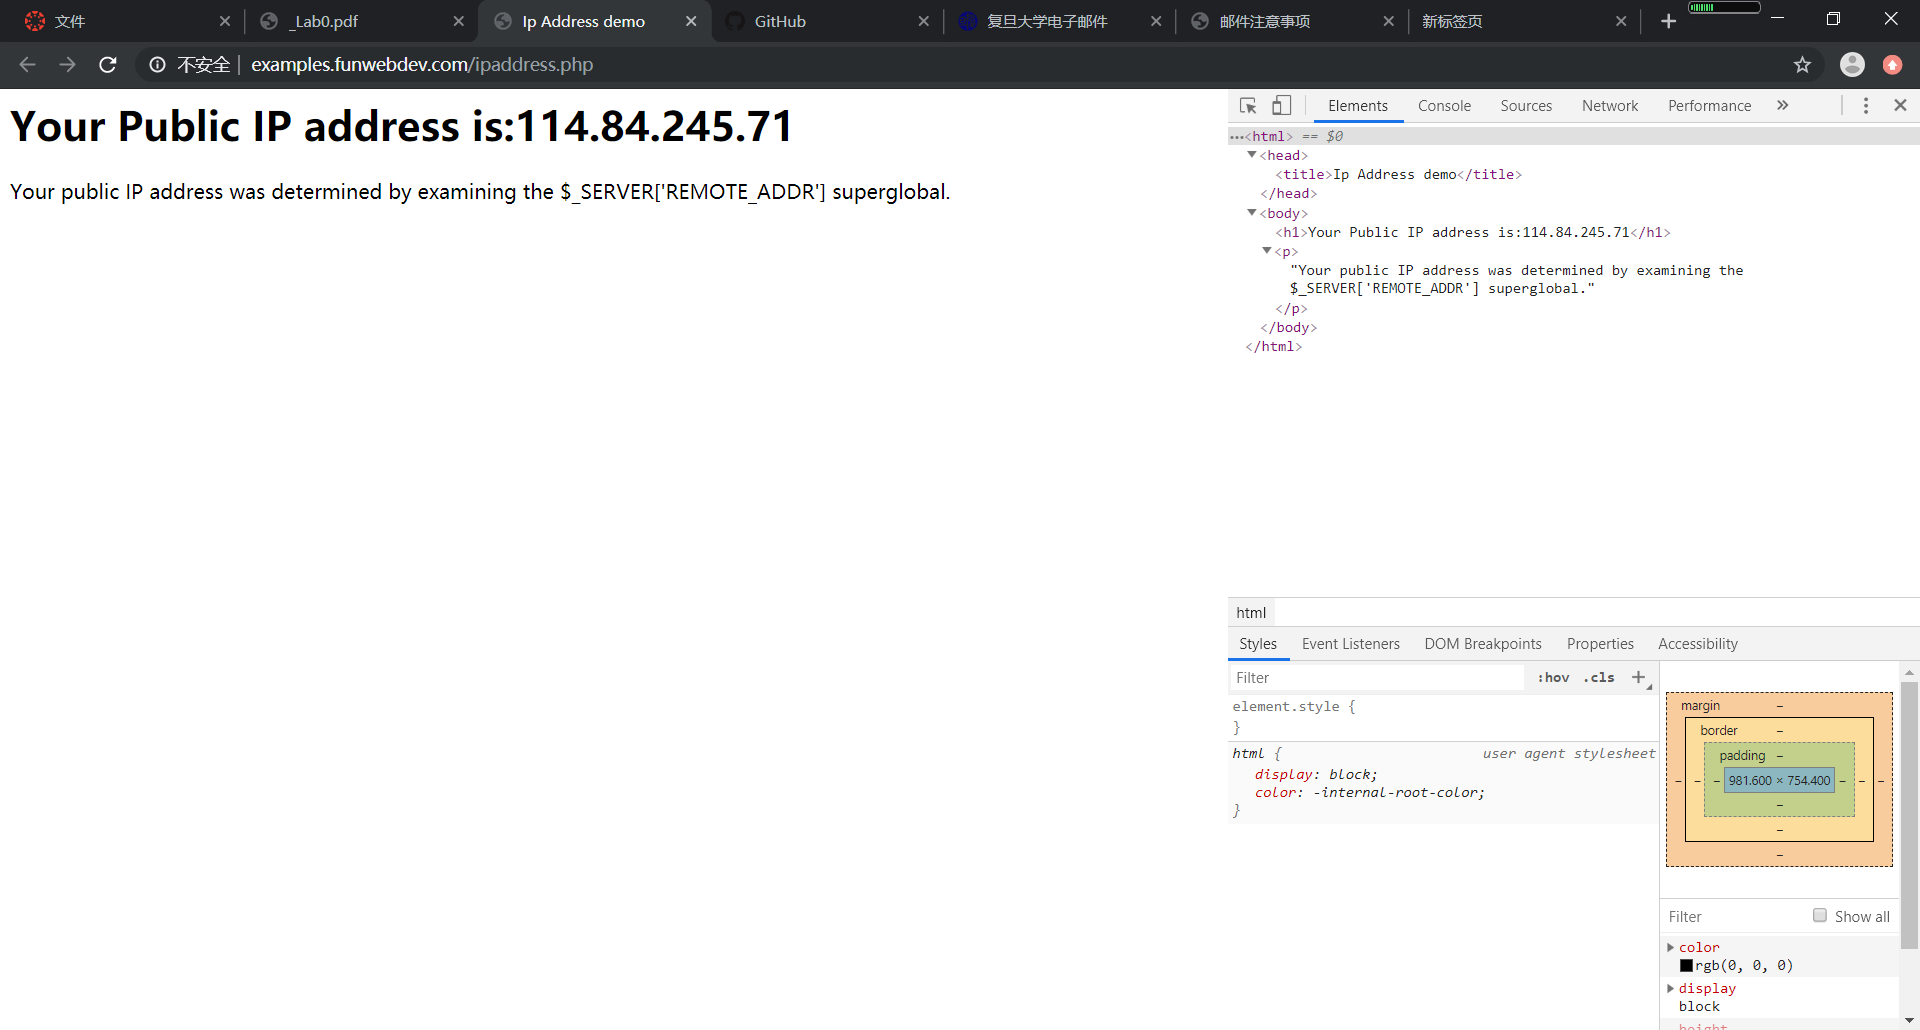 文件
_Lab0.pdf
Ip Address demo
GitHub
复旦大学电子邮件
邮件注意事项
新标签页
不安全
examples.funwebdev.com/ipaddress.php
Your Public IP address is:114.84.245.71
Your public IP address was determined by examining the $_SERVER['REMOTE_ADDR'] superglobal.
Elements Console Sources Network Performance »
…<html> == $0
<head>
<title>Ip Address demo</title>
</head>
<body>
<h1>Your Public IP address is:114.84.245.71</h1>
<p>
"Your public IP address was determined by examining the
$_SERVER['REMOTE_ADDR'] superglobal."
</p>
</body>
</html>
html
Styles Event Listeners DOM Breakpoints Properties Accessibility
Filter :hov .cls +
element.style {
}
html { user agent stylesheet
display: block;
color: -internal-root-color;
}
margin –
border –
padding –
– – – 981.600 × 754.400 – – –
–
–
–
Filter Show all
color
rgb(0, 0, 0)
display
block
height